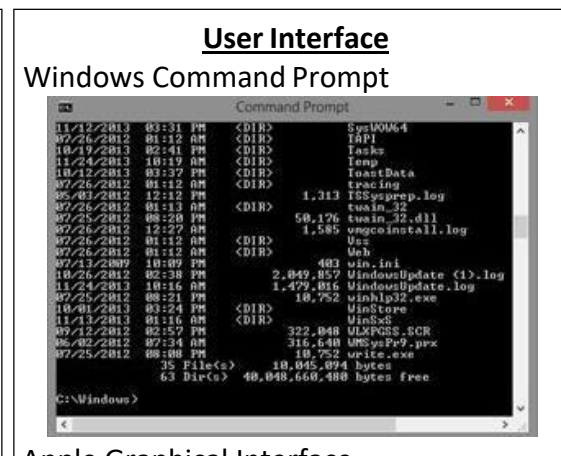 User Interface
Windows Command Prompt
Command Prompt
11/12/2013 03:31 PM <DIR> SysWOW64
07/26/2012 01:12 AM <DIR> TAPI
10/19/2013 02:41 PM <DIR> Tasks
11/24/2013 10:19 AM <DIR> Temp
10/12/2013 03:37 PM <DIR> ToastData
07/26/2012 01:12 AM <DIR> tracing
05/03/2012 12:12 PM 1,313 TSSysprep.log
07/26/2012 01:13 AM <DIR> twain_32
07/25/2012 08:20 PM 50,176 twain_32.dll
07/26/2012 12:27 AM 1,585 vmgcoinstall.log
07/26/2012 01:12 AM <DIR> Vss
07/26/2012 01:12 AM <DIR> Web
07/13/2009 10:09 PM 403 win.ini
10/26/2012 02:38 PM 2,049,857 WindowsUpdate (1).log
11/24/2013 10:16 AM 1,479,016 WindowsUpdate.log
07/25/2012 08:21 PM 10,752 winhlp32.exe
10/01/2013 03:24 PM <DIR> WinStore
11/13/2013 01:16 AM <DIR> WinSxS
09/12/2012 02:57 PM 322,048 WLXPGSS.SCR
06/02/2012 07:34 AM 316,640 WMSysPr9.prx
07/25/2012 08:08 PM 10,752 write.exe
35 File(s) 10,045,094 bytes
63 Dir(s) 40,048,660,480 bytes free
C:\Windows>
Apple Graphical Interface